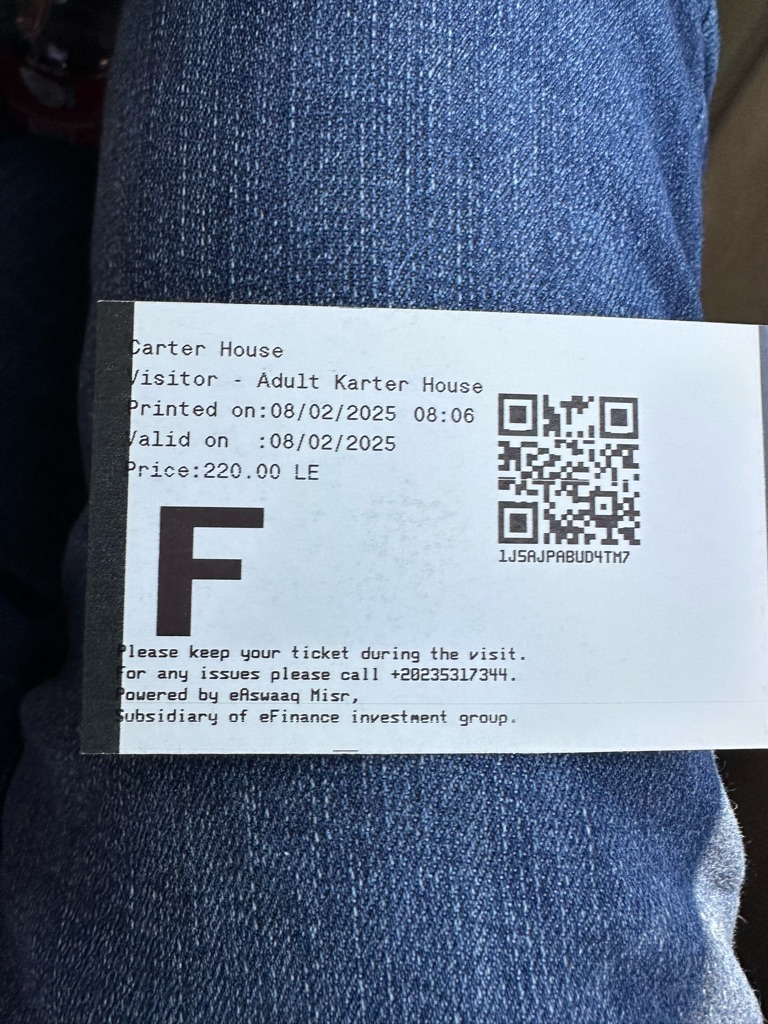 Carter House
Visitor - Adult Karter House
Printed on:08/02/2025 08:06
Valid on :08/02/2025
Price:220.00 LE
F
1J5AJPABUD4TM7
Please keep your ticket during the visit.
For any issues please call +20235317344.
Powered by eAswaaq Misr,
Subsidiary of eFinance investment group.